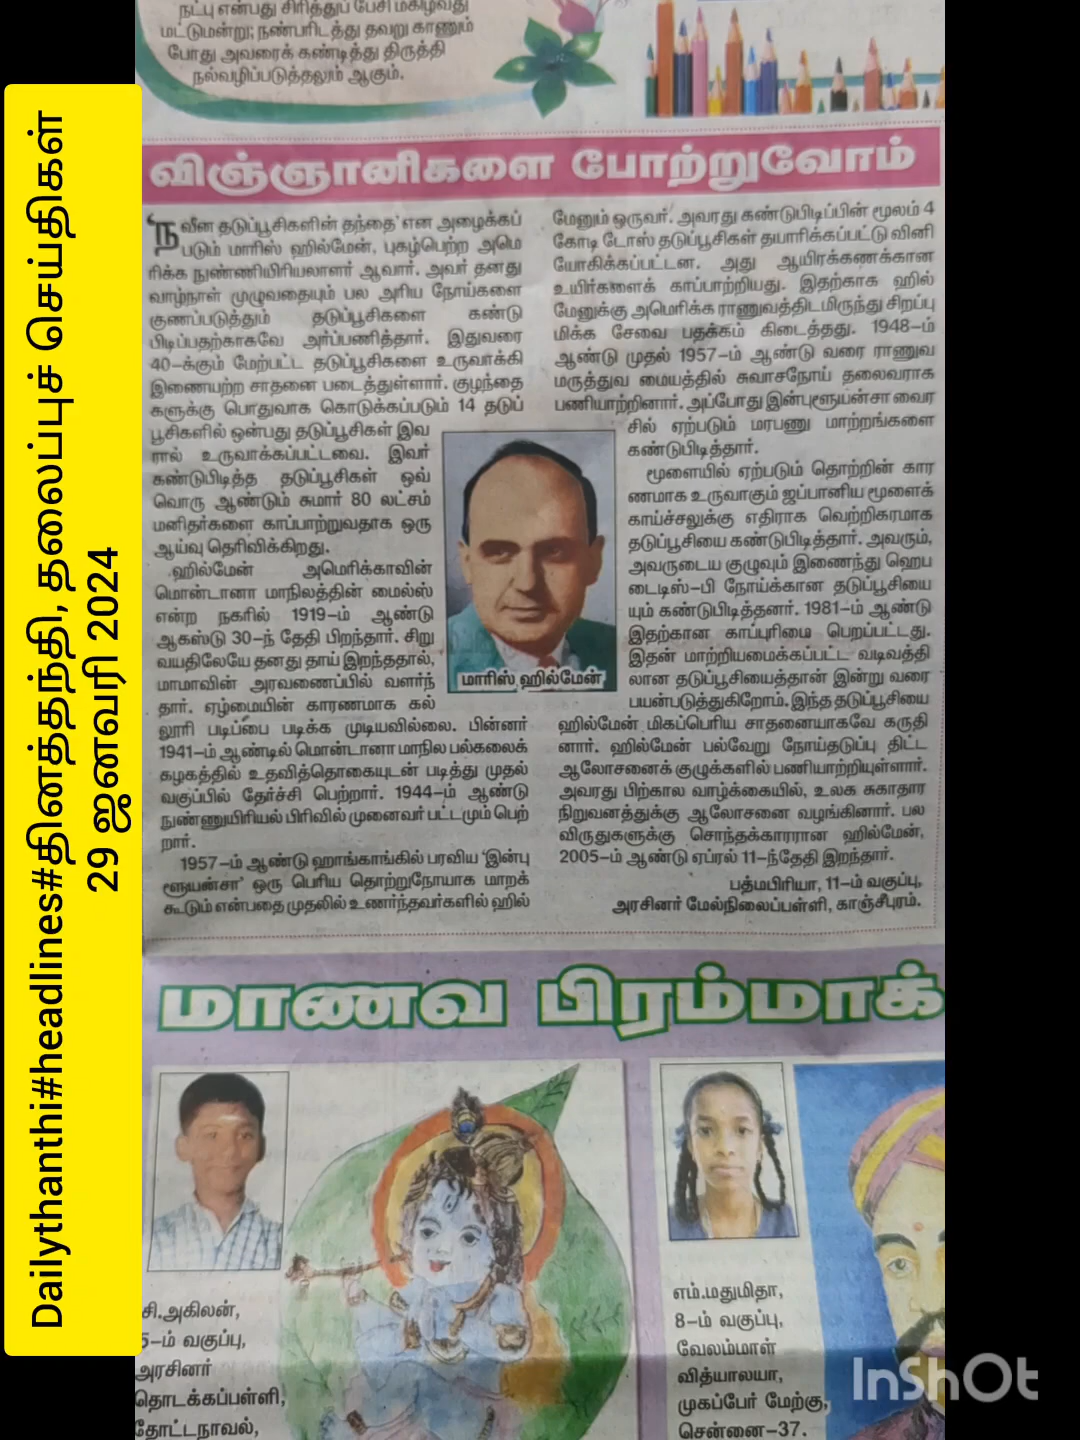 Dailythanthi#headlines#தினத்தந்தி, தலைப்புச் செய்திகள்
29 ஜனவரி 2024
நட்பு என்பது சிரித்துப் பேசி மகிழ்வது
மட்டுமன்று; நண்பரிடத்து தவறு காணும்
போது அவரைக் கண்டித்து திருத்தி
நல்வழிப்படுத்தலும் ஆகும்.
விஞ்ஞானிகளை போற்றுவோம்
'நவீன தடுப்பூசிகளின் தந்தை' என அழைக்கப்
படும் மாரிஸ் ஹில்மேன், புகழ்பெற்ற அமெ
ரிக்க நுண்ணியிரியலாளர் ஆவார். அவர் தனது
வாழ்நாள் முழுவதையும் பல அரிய நோய்களை
குணப்படுத்தும் தடுப்பூசிகளை கண்டு
பிடிப்பதற்காகவே அர்ப்பணித்தார். இதுவரை
40-க்கும் மேற்பட்ட தடுப்பூசிகளை உருவாக்கி
இணையற்ற சாதனை படைத்துள்ளார். குழந்தை
களுக்கு பொதுவாக கொடுக்கப்படும் 14 தடுப்
பூசிகளில் ஒன்பது தடுப்பூசிகள் இவ
ரால் உருவாக்கப்பட்டவை. இவர்
கண்டுபிடித்த தடுப்பூசிகள் ஒவ்
வொரு ஆண்டும் சுமார் 80 லட்சம்
மனிதர்களை காப்பாற்றுவதாக ஒரு
ஆய்வு தெரிவிக்கிறது.
ஹில்மேன் அமெரிக்காவின்
மொன்டானா மாநிலத்தின் மைல்ஸ்
என்ற நகரில் 1919-ம் ஆண்டு
ஆகஸ்டு 30-ந் தேதி பிறந்தார். சிறு
வயதிலேயே தனது தாய் இறந்ததால்,
மாமாவின் அரவணைப்பில் வளர்ந்
தார். ஏழ்மையின் காரணமாக கல்
லூரி படிப்பை படிக்க முடியவில்லை. பின்னர்
1941-ம் ஆண்டில் மொன்டானா மாநில பல்கலைக்
கழகத்தில் உதவித்தொகையுடன் படித்து முதல்
வகுப்பில் தேர்ச்சி பெற்றார். 1944-ம் ஆண்டு
நுண்ணுயிரியல் பிரிவில் முனைவர் பட்டமும் பெற்
றார்.
1957-ம் ஆண்டு ஹாங்காங்கில் பரவிய 'இன்பு
ளூயன்சா' ஒரு பெரிய தொற்றுநோயாக மாறக்
கூடும் என்பதை முதலில் உணர்ந்தவர்களில் ஹில்
மேனும் ஒருவர். அவரது கண்டுபிடிப்பின் மூலம் 4
கோடி டோஸ் தடுப்பூசிகள் தயாரிக்கப்பட்டு வினி
யோகிக்கப்பட்டன. அது ஆயிரக்கணக்கான
உயிர்களைக் காப்பாற்றியது. இதற்காக ஹில்
மேனுக்கு அமெரிக்க ராணுவத்திடமிருந்து சிறப்பு
மிக்க சேவை பதக்கம் கிடைத்தது. 1948-ம்
ஆண்டு முதல் 1957-ம் ஆண்டு வரை ராணுவ
மருத்துவ மையத்தில் சுவாசநோய் தலைவராக
பணியாற்றினார். அப்போது இன்புளூயன்சா வைர
சில் ஏற்படும் மரபணு மாற்றங்களை
கண்டுபிடித்தார்.
மூளையில் ஏற்படும் தொற்றின் கார
ணமாக உருவாகும் ஜப்பானிய மூளைக்
காய்ச்சலுக்கு எதிராக வெற்றிகரமாக
தடுப்பூசியை கண்டுபிடித்தார். அவரும்,
அவருடைய குழுவும் இணைந்து ஹெப
டைடிஸ்-பி நோய்க்கான தடுப்பூசியை
யும் கண்டுபிடித்தனர். 1981-ம் ஆண்டு
இதற்கான காப்புரிமை பெறப்பட்டது.
இதன் மாற்றியமைக்கப்பட்ட வடிவத்தி
லான தடுப்பூசியைத்தான் இன்று வரை
பயன்படுத்துகிறோம். இந்த தடுப்பூசியை
ஹில்மேன் மிகப்பெரிய சாதனையாகவே கருதி
னார். ஹில்மேன் பல்வேறு நோய்தடுப்பு திட்ட
ஆலோசனைக் குழுக்களில் பணியாற்றியுள்ளார்.
அவரது பிற்கால வாழ்க்கையில், உலக சுகாதார
நிறுவனத்துக்கு ஆலோசனை வழங்கினார். பல
விருதுகளுக்கு சொந்தக்காரரான ஹில்மேன்,
2005-ம் ஆண்டு ஏப்ரல் 11-ந்தேதி இறந்தார்.
பத்மபிரியா, 11-ம் வகுப்பு,
அரசினர் மேல்நிலைப்பள்ளி, காஞ்சீபுரம்.
மாரிஸ் ஹில்மேன்
மாணவ பிரம்மாக்
சி.அகிலன்,
5-ம் வகுப்பு,
அரசினர்
தொடக்கப்பள்ளி,
தோட்டநாவல்,
எம்.மதுமிதா,
8-ம் வகுப்பு,
வேலம்மாள்
வித்யாலயா,
முகப்பேர் மேற்கு,
சென்னை-37.
InShOt